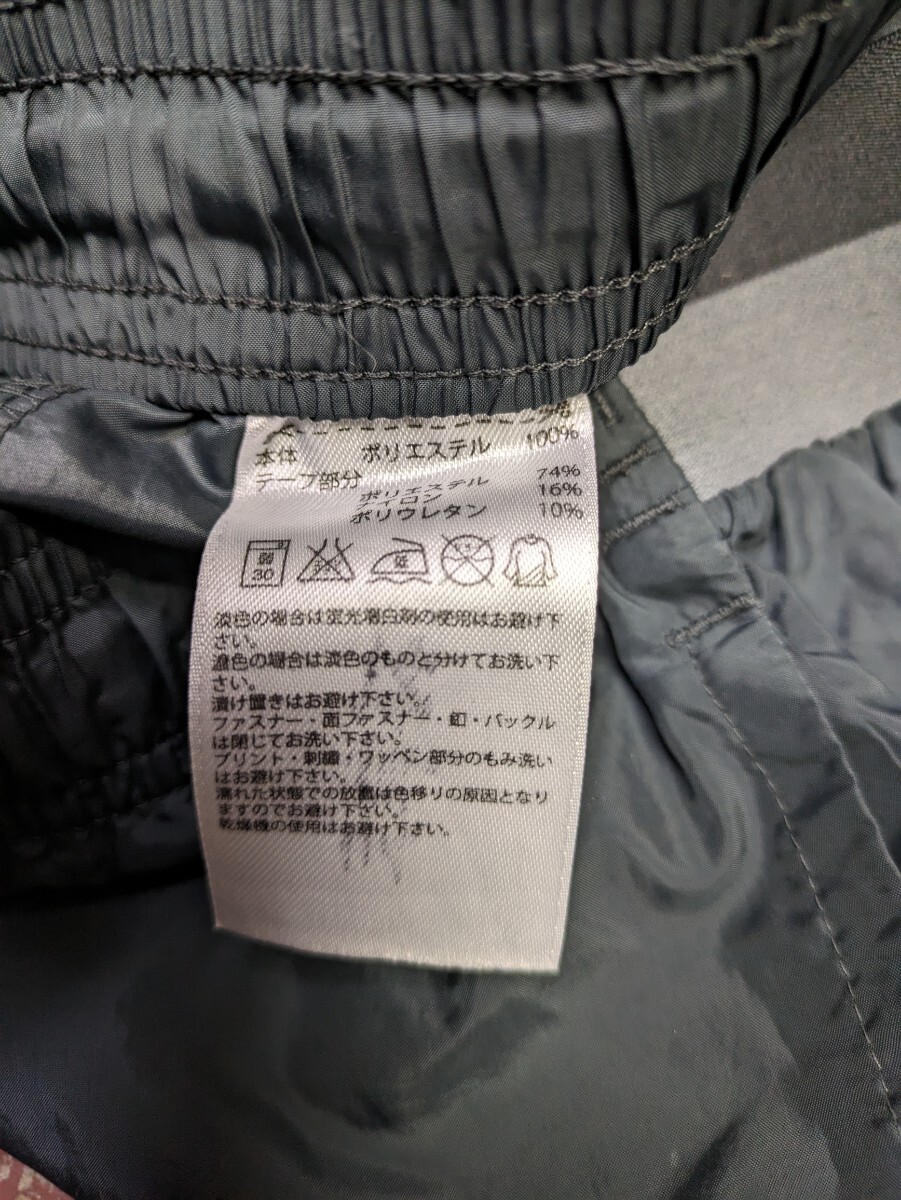 本体 ポリエステル 100%
テープ部分
ポリエステル 74%
ナイロン 16%
ポリウレタン 10%
弱
30
低
淡色の場合は蛍光増白剤の使用はお避け下
さい。
濃色の場合は淡色のものと分けてお洗い下
さい。
漬け置きはお避け下さい。
ファスナー・面ファスナー・釦・バックル
は閉じてお洗い下さい。
プリント・刺繍・ワッペン部分のもみ洗い
はお避け下さい。
濡れた状態での放置は色移りの原因となり
ますのでお避け下さい。
乾燥機の使用はお避け下さい。